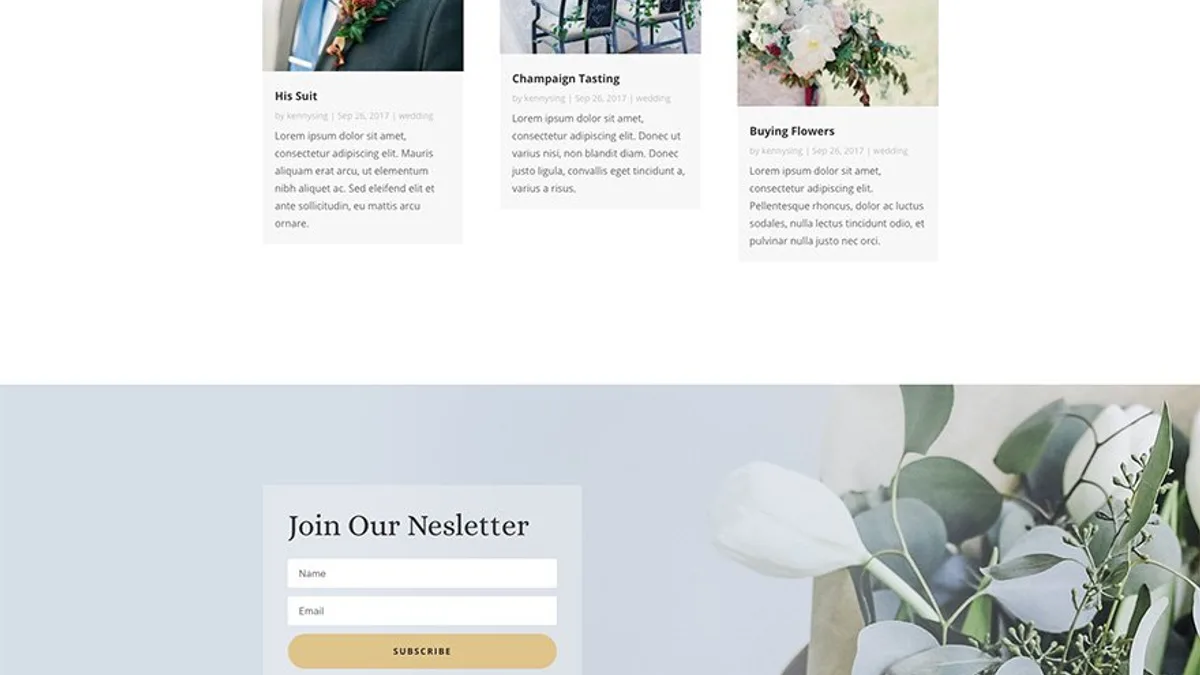 His Suit
by kennysing | Sep 26, 2017 | wedding
Lorem ipsum dolor sit amet,
consectetur adipiscing elit. Mauris
aliquam erat arcu, ut elementum
nibh aliquet ac. Sed eleifend elit et
ante sollicitudin, eu mattis arcu
ornare.
Champaign Tasting
by kennysing | Sep 26, 2017 | wedding
Lorem ipsum dolor sit amet,
consectetur adipiscing elit. Donec ut
varius nisi, non blandit diam. Donec
justo ligula, convallis eget tincidunt a,
varius a risus.
Buying Flowers
by kennysing | Sep 26, 2017 | wedding
Lorem ipsum dolor sit amet,
consectetur adipiscing elit.
Pellentesque rhoncus, dolor ac luctus
sodales, nulla lectus tincidunt odio, et
pulvinar nulla justo nec orci.
Join Our Nesletter
Name
Email
SUBSCRIBE